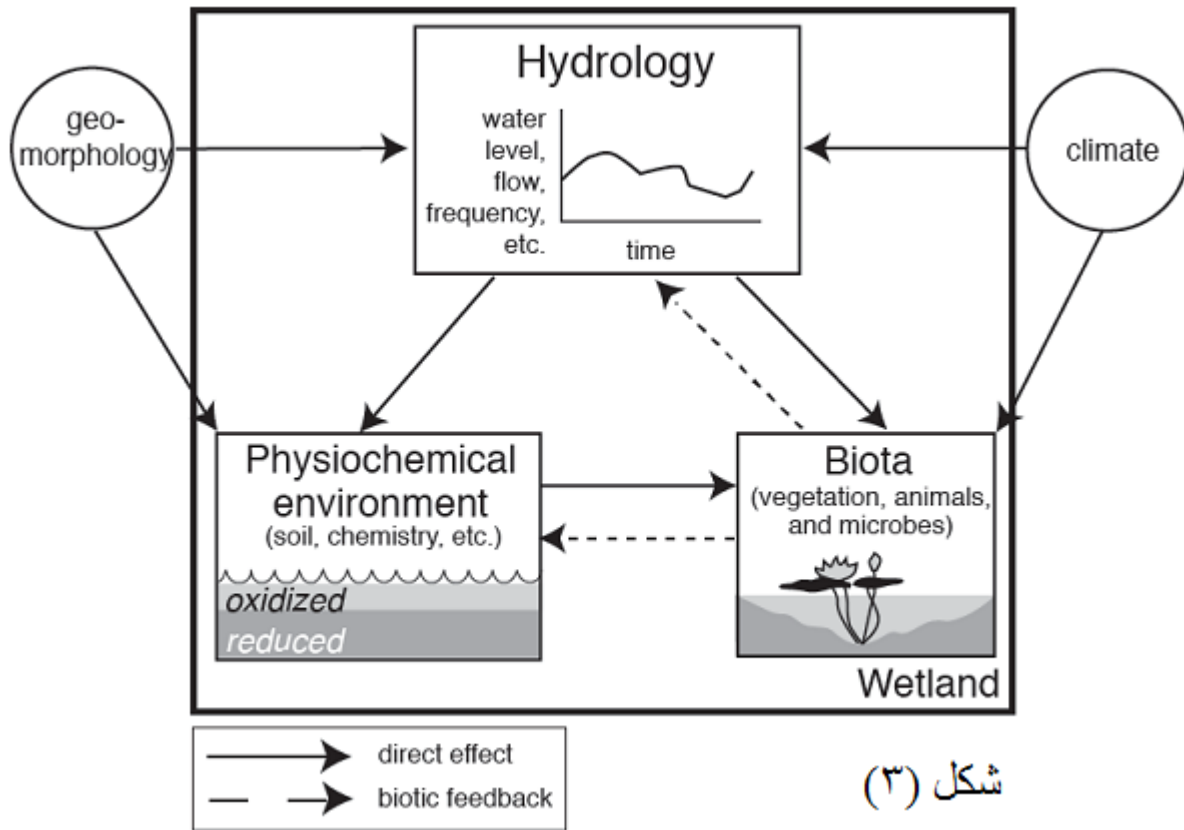 Hydrology
water
level,
flow,
frequency,
etc.
time
geo-
morphology
climate
Physiochemical
environment
(soil, chemistry, etc.)
oxidized
reduced
Biota
(vegetation, animals,
and microbes)
Wetland
direct effect
biotic feedback
شكل (٣)